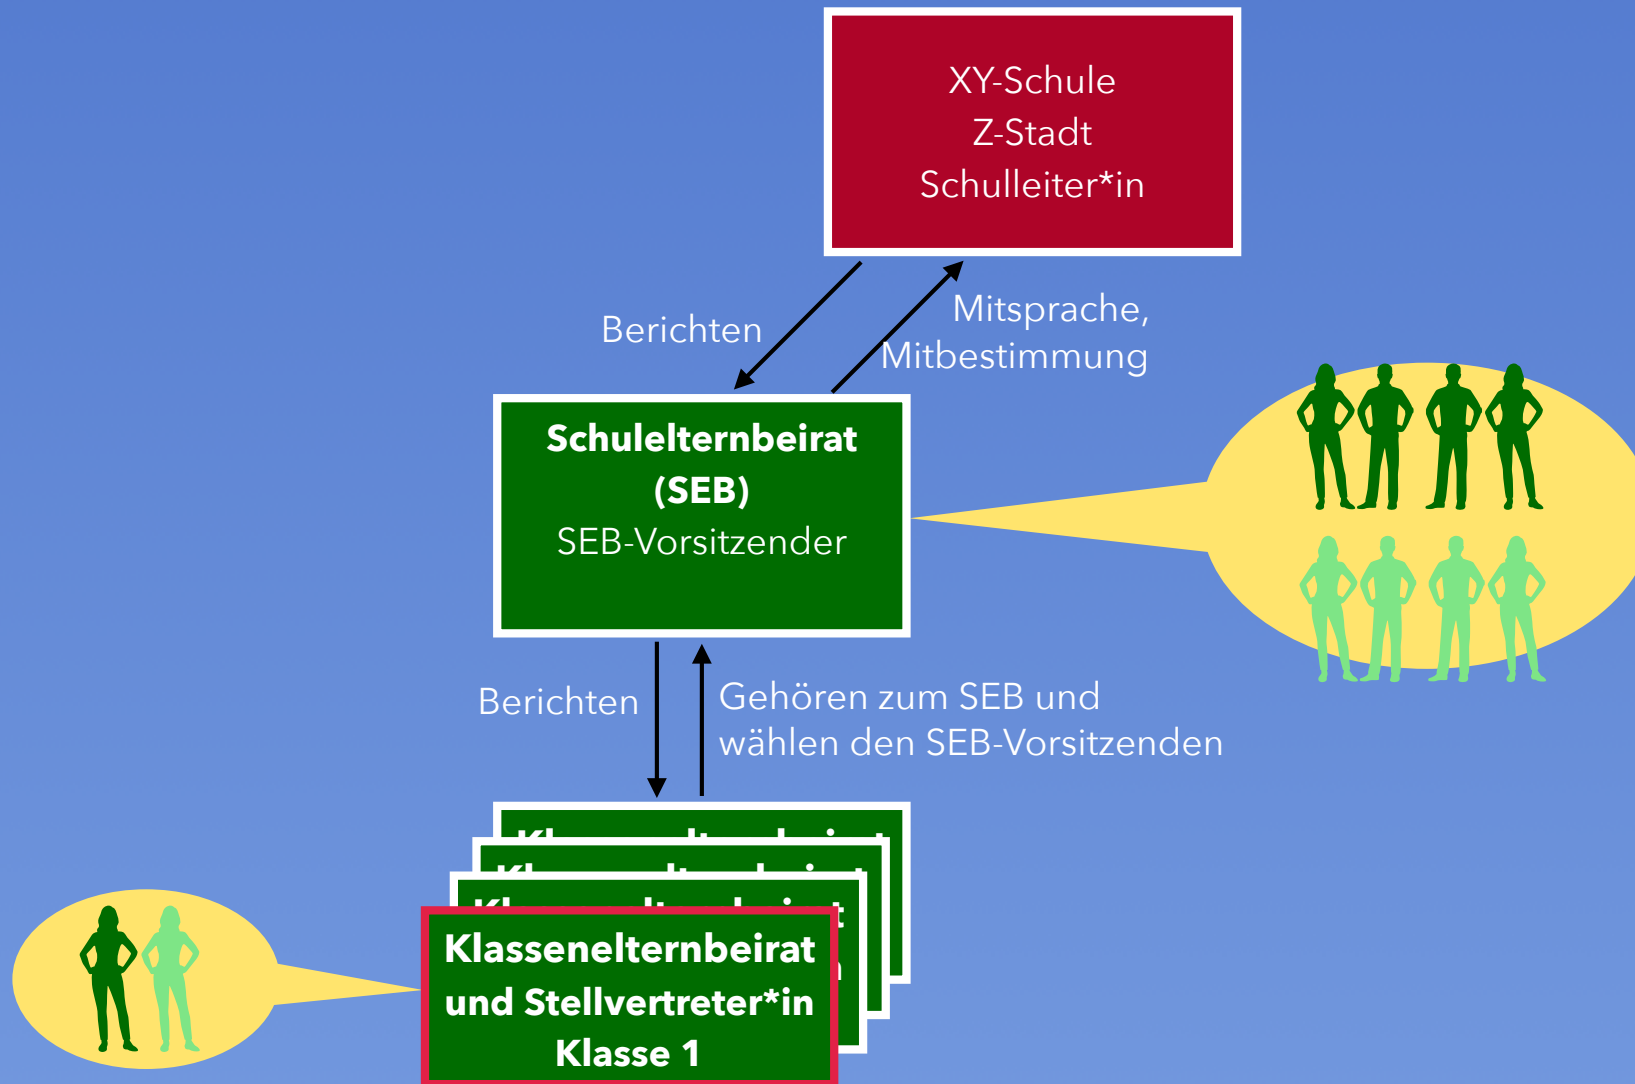 XY-Schule
Z-Stadt
Schulleiter*in
Berichten
Mitsprache,
Mitbestimmung
Schulelternbeirat
(SEB)
SEB-Vorsitzender
Berichten
Gehören zum SEB und
wählen den SEB-Vorsitzenden
Klassenelternbeirat
und Stellvertreter*in
Klasse 1